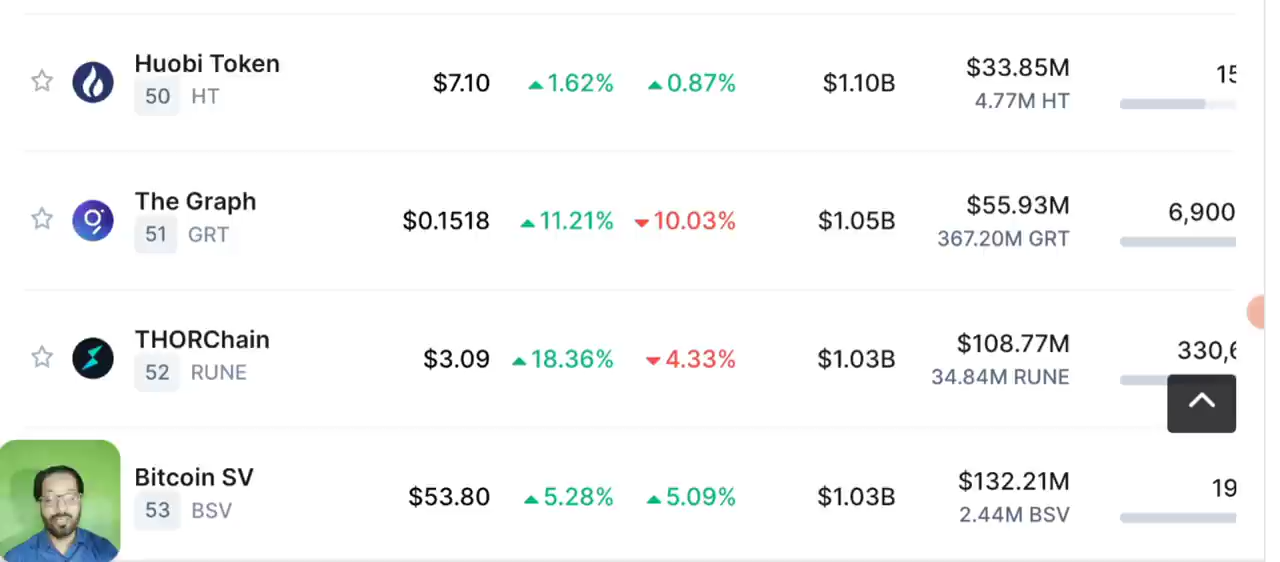 Huobi Token
50 HT
$7.10 1.62% 0.87% $1.10B $33.85M
4.77M HT
The Graph
51 GRT
$0.1518 11.21% 10.03% $1.05B $55.93M 6,900
367.20M GRT
THORChain
52 RUNE
$3.09 18.36% 4.33% $1.03B $108.77M 330,6
34.84M RUNE
Bitcoin SV
53 BSV
$53.80 5.28% 5.09% $1.03B $132.21M 19
2.44M BSV